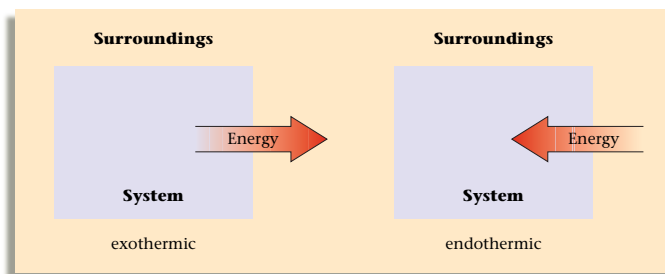 Surroundings
Energy
System
exothermic
Surroundings
Energy
System
endothermic